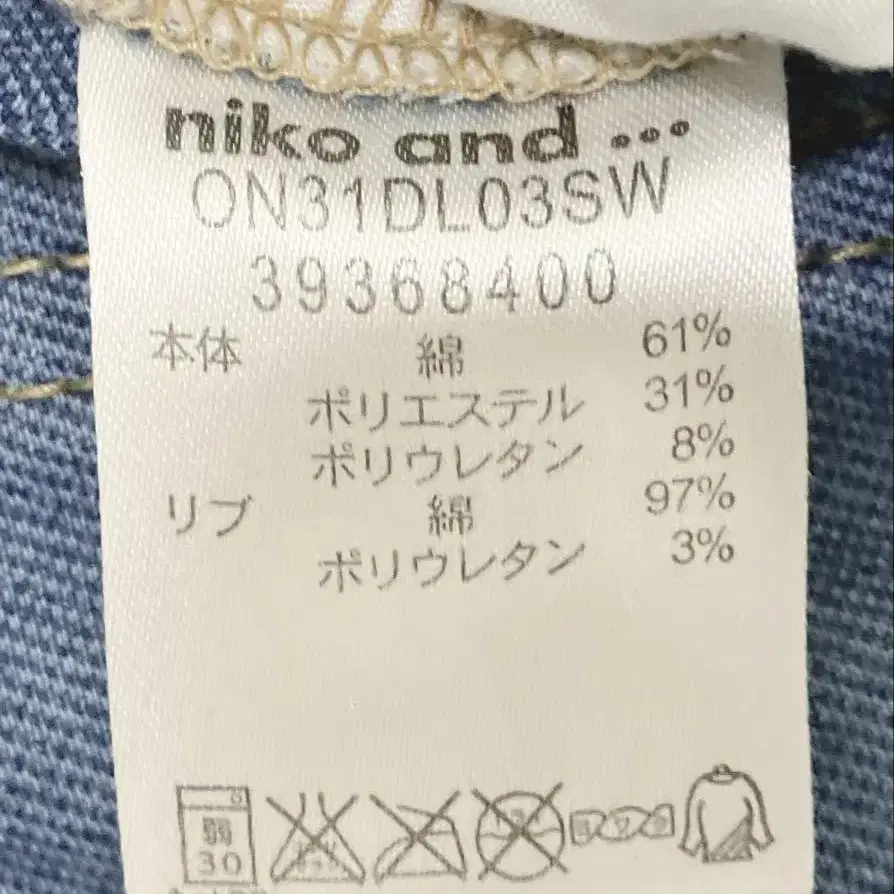 niko and ...
ON31DL03SW
39368400
本体 綿 61%
ポリエステル 31%
ポリウレタン 8%
リブ 綿 97%
ポリウレタン 3%
弱
30